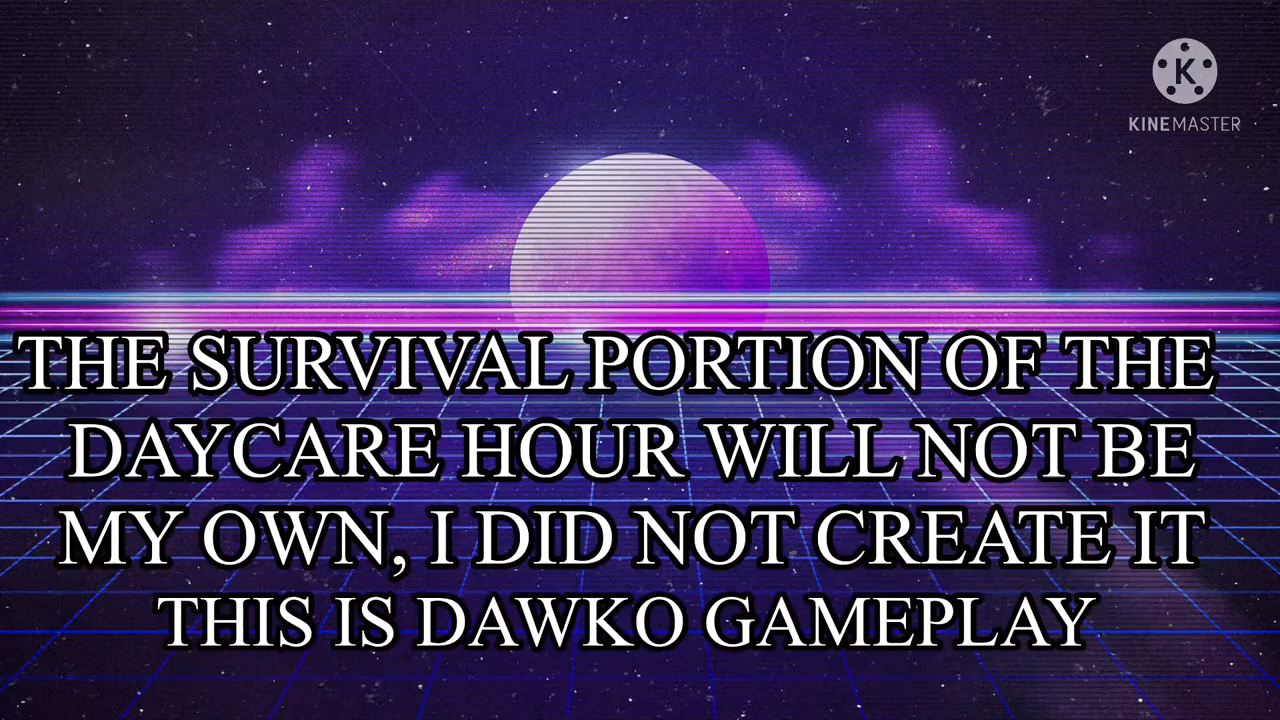 K
KINEMASTER
THE SURVIVAL PORTION OF THE
DAYCARE HOUR WILL NOT BE
MY OWN, I DID NOT CREATE IT
THIS IS DAWKO GAMEPLAY